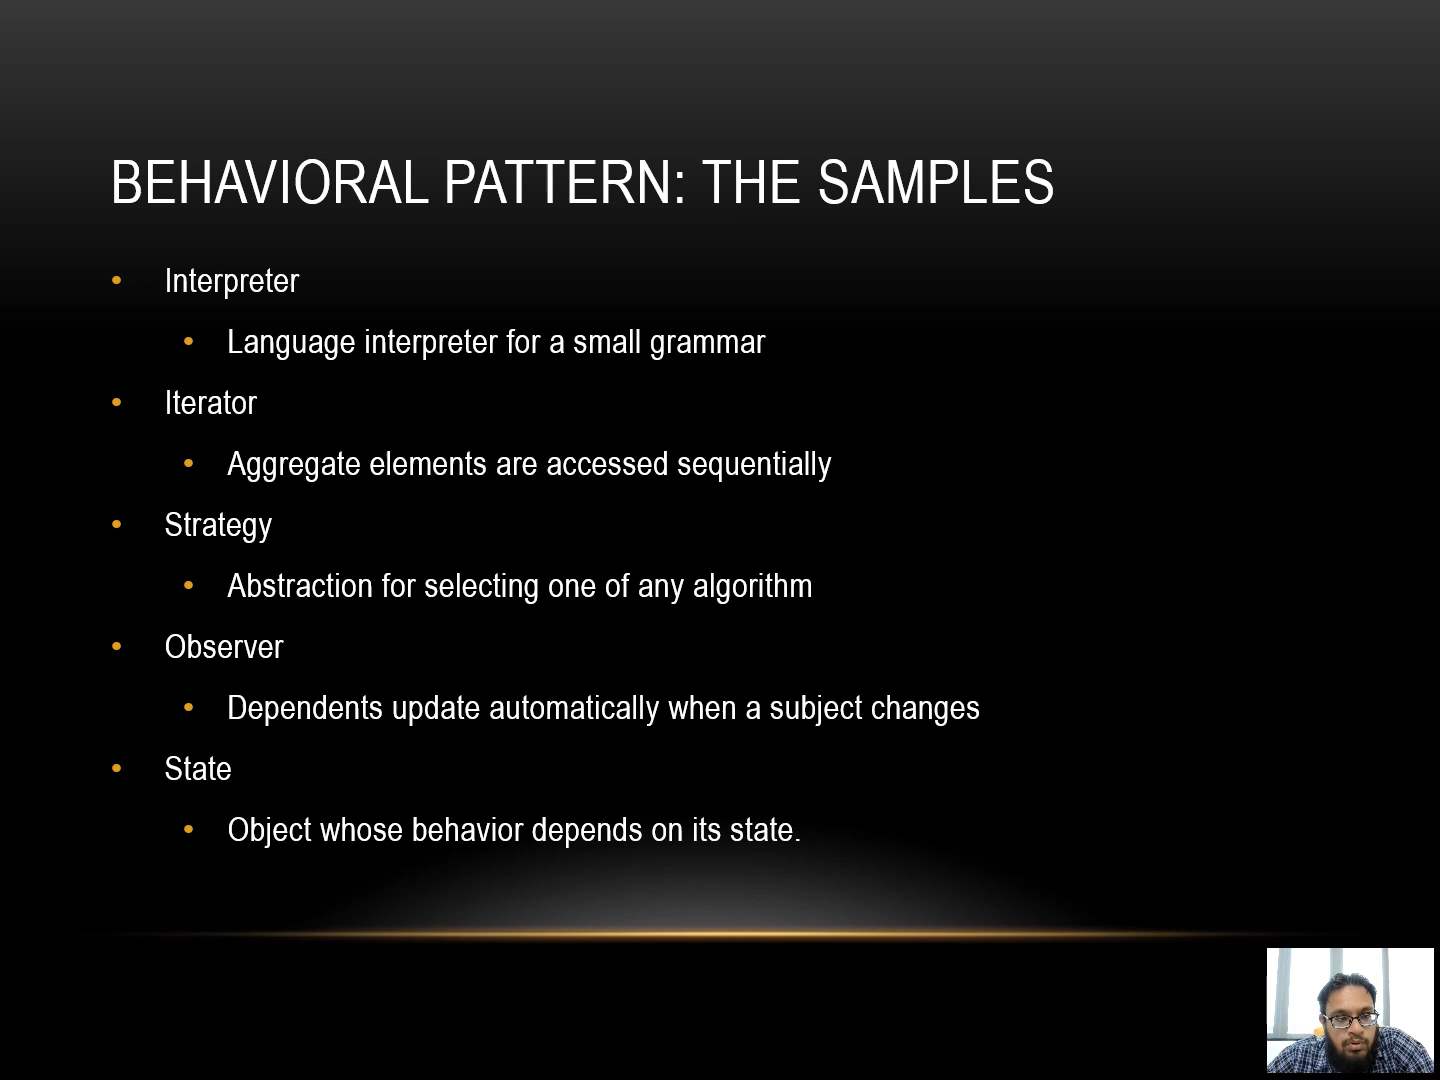 BEHAVIORAL PATTERN: THE SAMPLES
• Interpreter
• Language interpreter for a small grammar
• Iterator
• Aggregate elements are accessed sequentially
• Strategy
• Abstraction for selecting one of any algorithm
• Observer
• Dependents update automatically when a subject changes
• State
• Object whose behavior depends on its state.